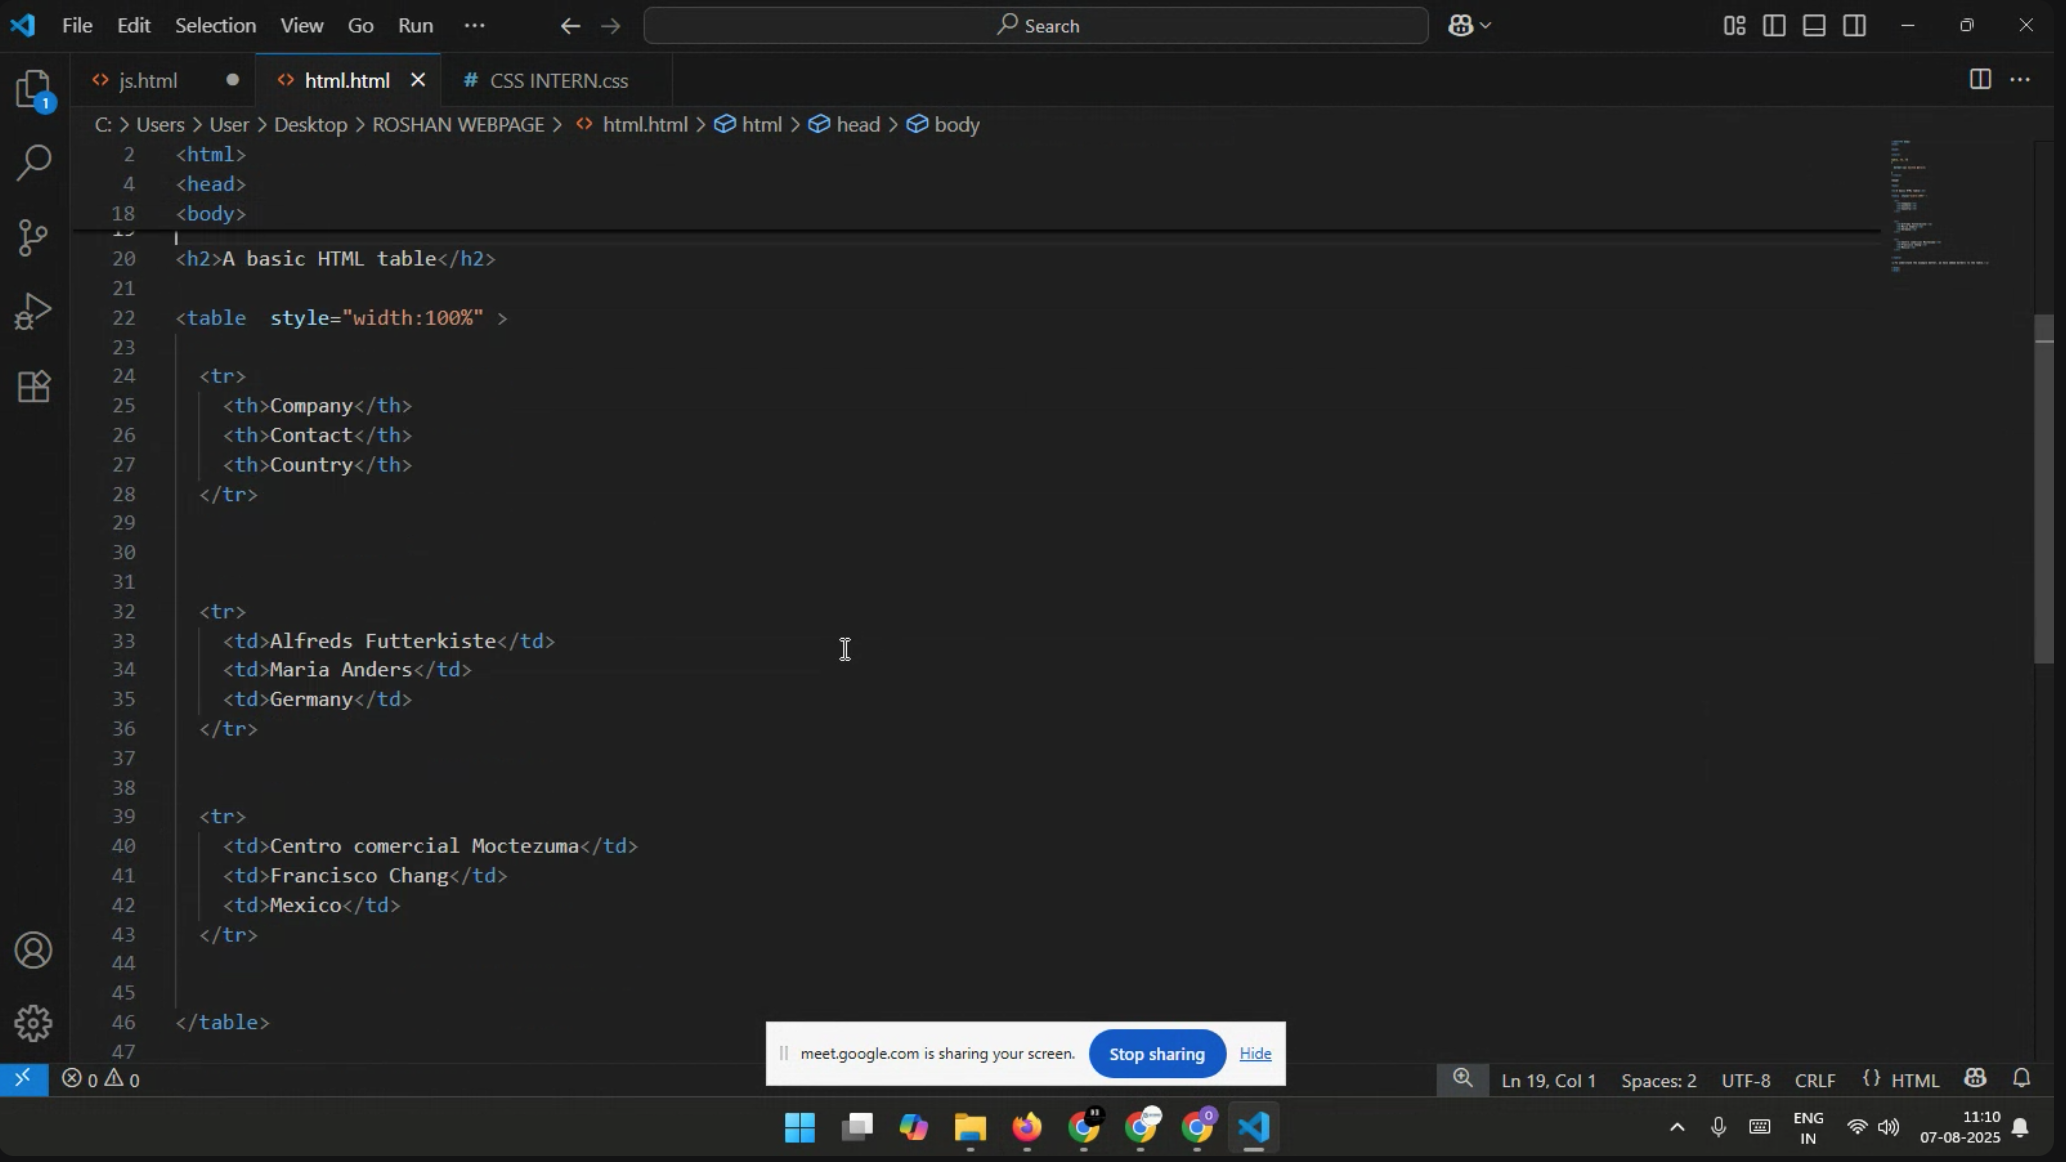 File Edit Selection View Go Run ··· Search
js.html html.html CSS INTERN.css
C: > Users > User > Desktop > ROSHAN WEBPAGE > html.html > html > head > body
2 <html>
4 <head>
18 <body>
19
20 <h2>A basic HTML table</h2>
21
22 <table  style="width:100%" >
23
24 <tr>
25 <th>Company</th>
26 <th>Contact</th>
27 <th>Country</th>
28 </tr>
29
30
31
32 <tr>
33 <td>Alfreds Futterkiste</td>
34 <td>Maria Anders</td>
35 <td>Germany</td>
36 </tr>
37
38
39 <tr>
40 <td>Centro comercial Moctezuma</td>
41 <td>Francisco Chang</td>
42 <td>Mexico</td>
43 </tr>
44
45
46 </table>
47
meet.google.com is sharing your screen. Stop sharing Hide
0 0 Ln 19, Col 1 Spaces: 2 UTF-8 CRLF {} HTML
ENG
IN
11:10
07-08-2025
1